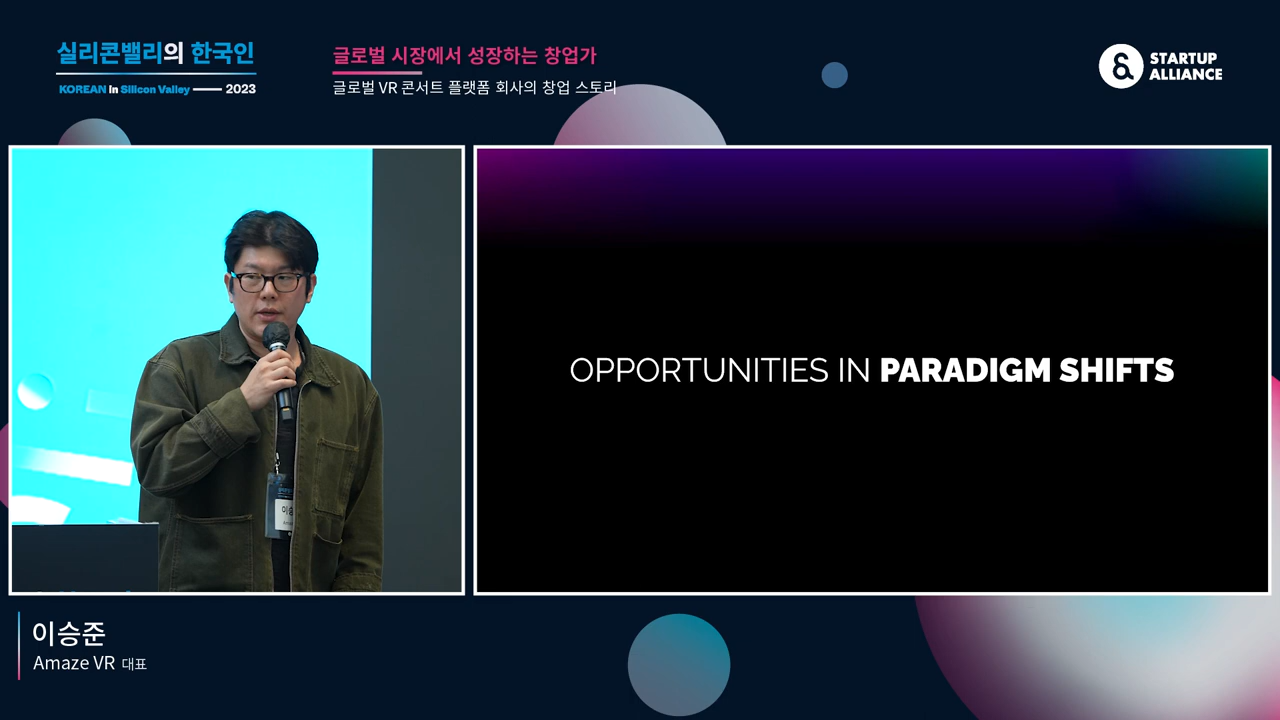 실리콘밸리의 한국인
KOREAN in Silicon Valley 2023
글로벌 시장에서 성장하는 창업가
글로벌 VR 콘서트 플랫폼 회사의 창업 스토리
STARTUP
ALLIANCE
OPPORTUNITIES IN PARADIGM SHIFTS
이승준
Amaze VR 대표